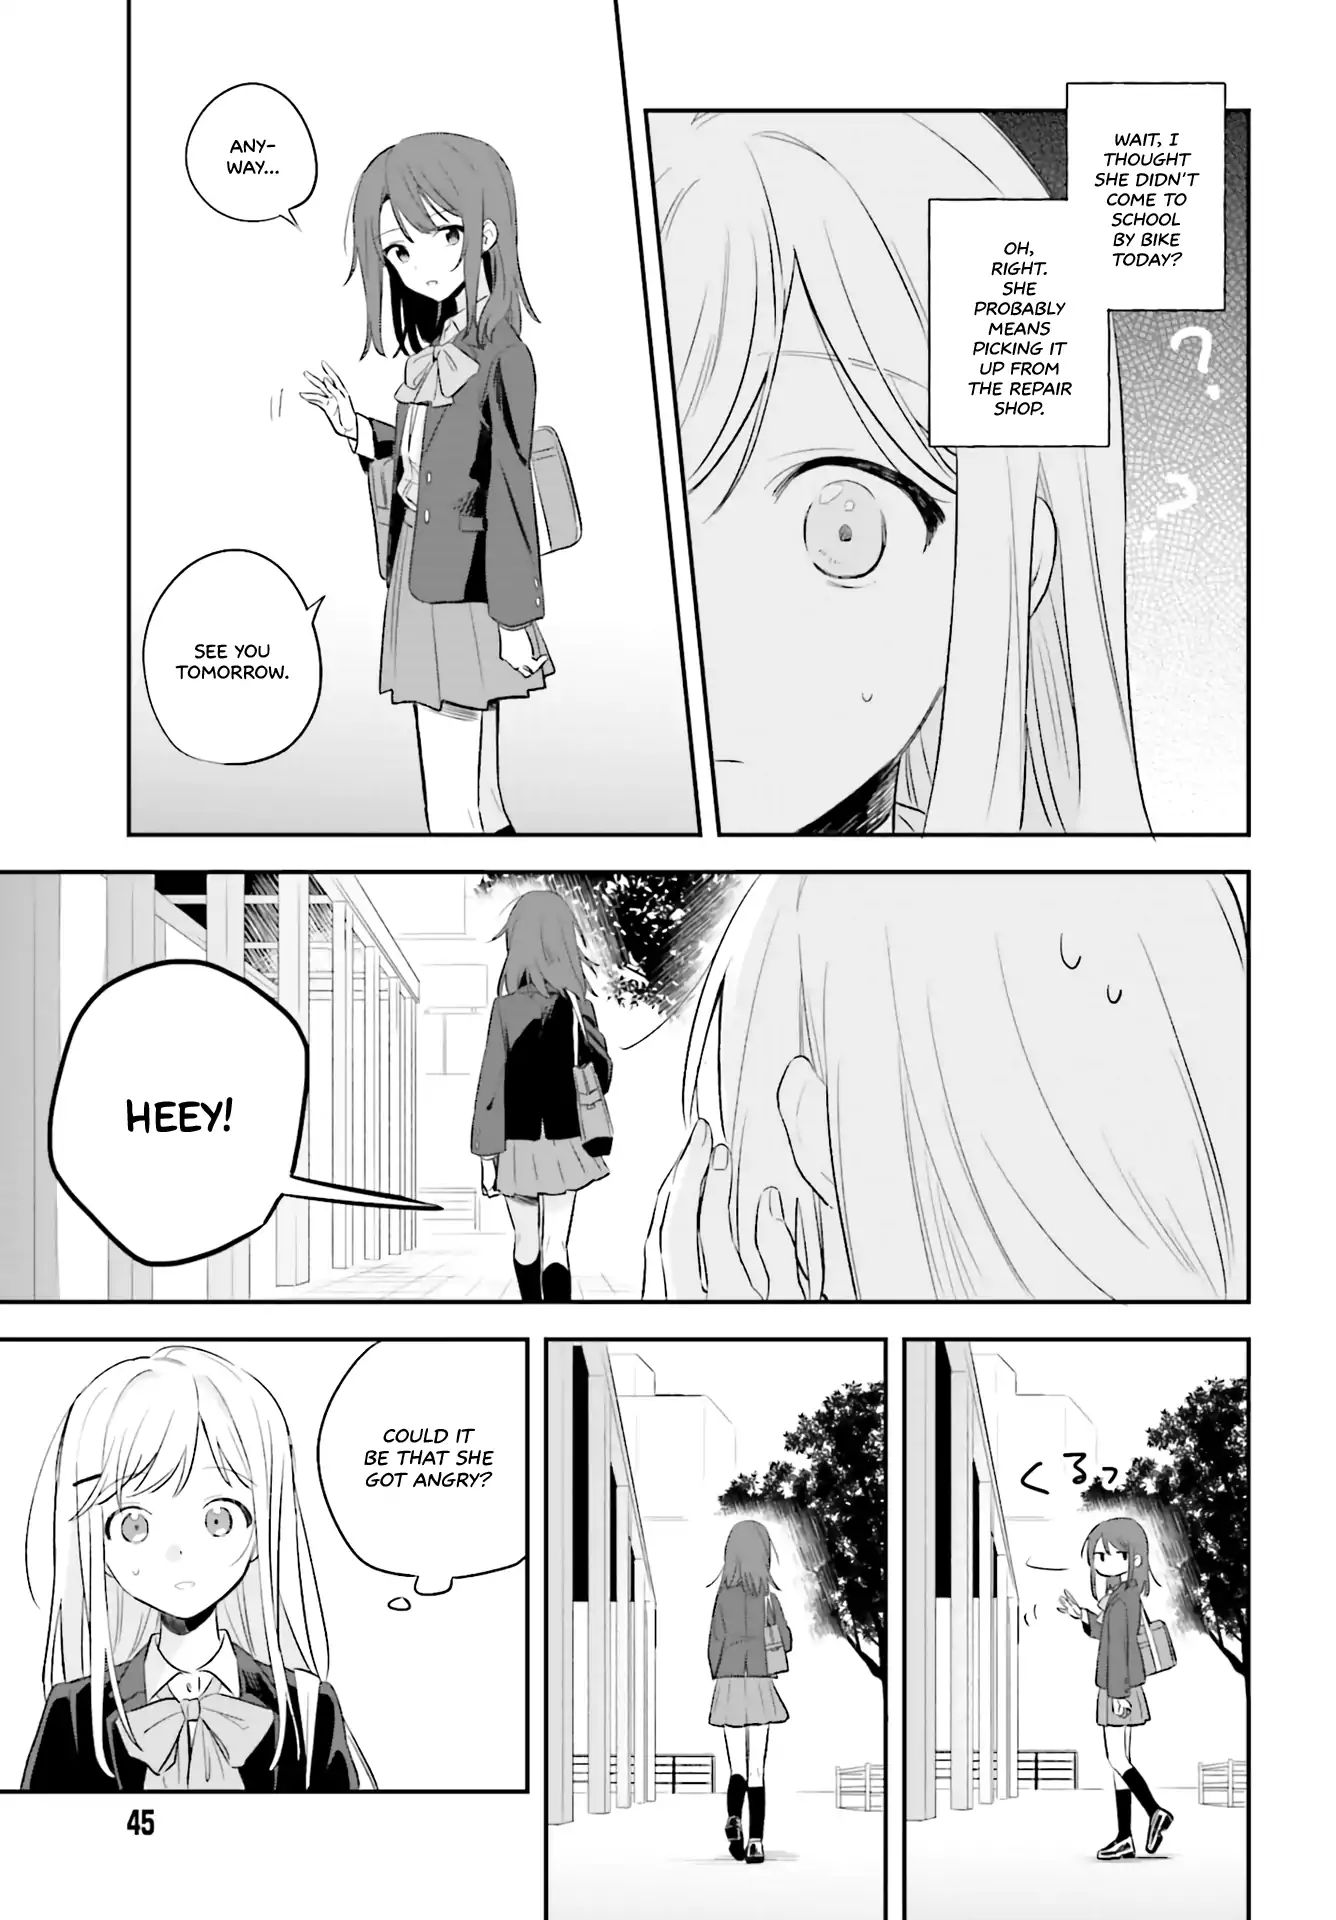 WAIT, I
THOUGHT
SHE DIDN'T
COME TO
SCHOOL
BY BIKE
TODAY?
OH,
RIGHT.
SHE
PROBABLY
MEANS
PICKING IT
UP FROM
THE REPAIR
SHOP.
?
?
ANY-
WAY...
SEE YOU
TOMORROW.
HEEY!
くるっ
COULD IT
BE THAT SHE
GOT ANGRY?
45